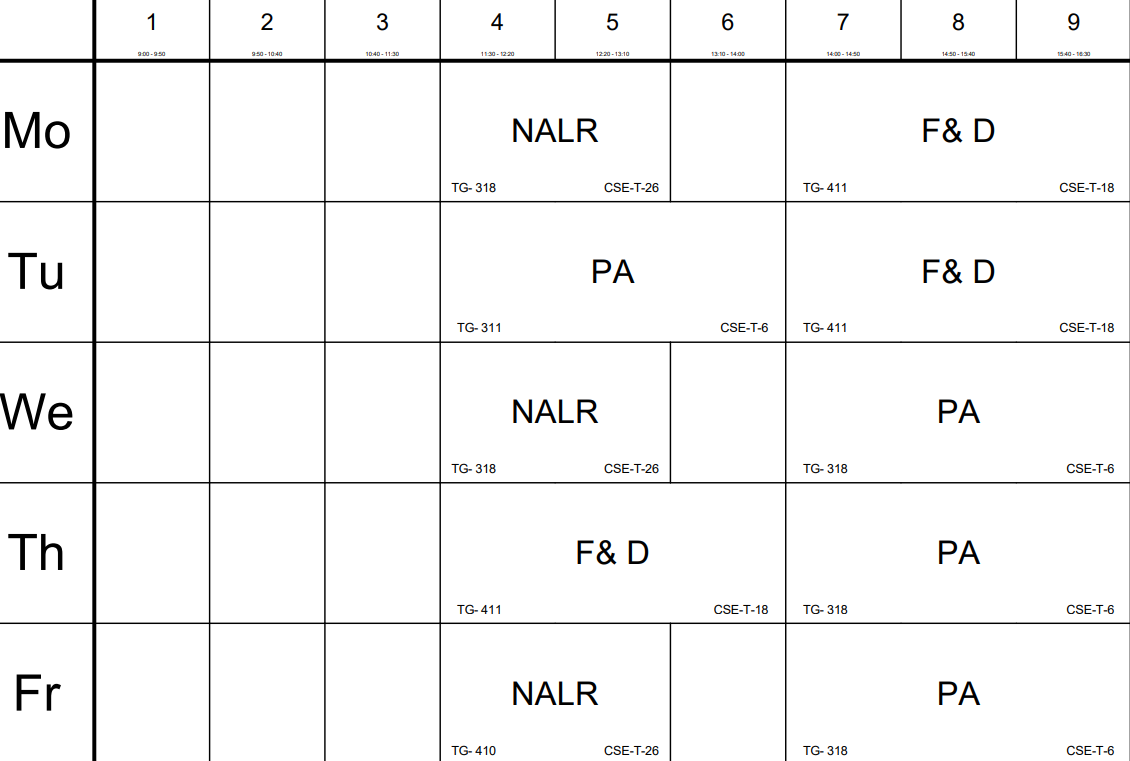 1 2 3 4 5 6 7 8 9
9:00 - 9:50 9:50 - 10:40 10:40 - 11:30 11:30 - 12:20 12:20 - 13:10 13:10 - 14:00 14:00 - 14:50 14:50 - 15:40 15:40 - 16:30
Mo NALR F& D
TG- 318 CSE-T-26 TG- 411 CSE-T-18
Tu PA F& D
TG- 311 CSE-T-6 TG- 411 CSE-T-18
We NALR PA
TG- 318 CSE-T-26 TG- 318 CSE-T-6
Th F& D PA
TG- 411 CSE-T-18 TG- 318 CSE-T-6
Fr NALR PA
TG- 410 CSE-T-26 TG- 318 CSE-T-6